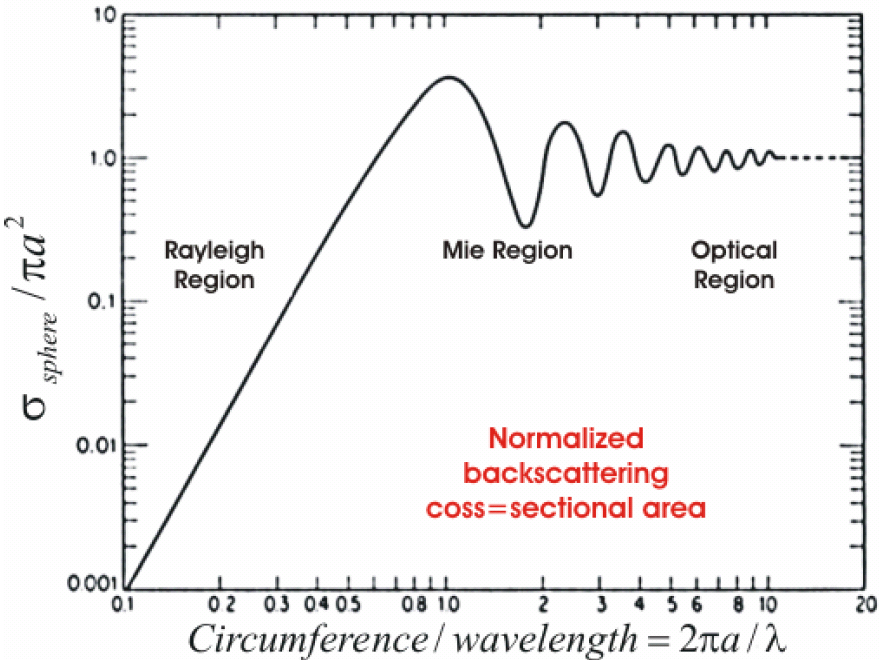 10
1.0
0.1
0.01
0.001
σ sphere / πa²
Rayleigh
Region
Mie Region
Optical
Region
Normalized
backscattering
coss=sectional area
0.1 0.2 0.3 0.4 0.5 0.8 1.0 2 3 4 5 6 8 10 20
Circumference / wavelength = 2πa / λ